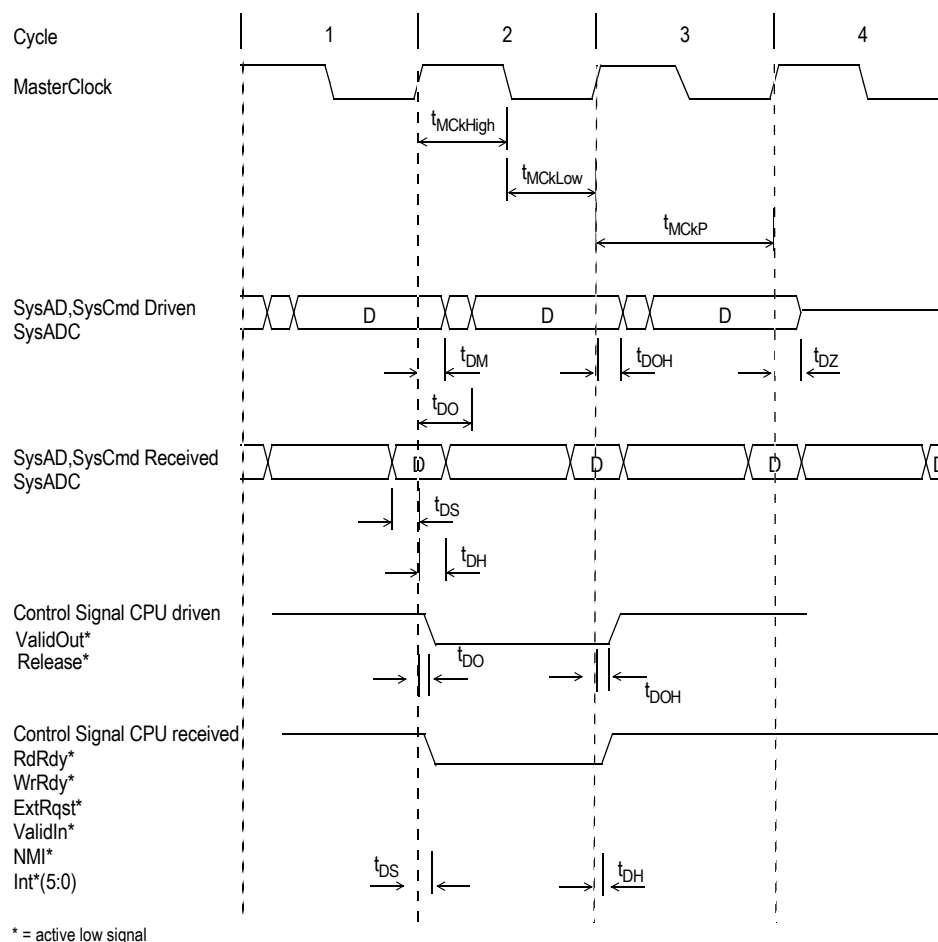 Cycle 1 2 3 4
MasterClock
tMCkHigh
tMCkLow
tMCkP
SysAD,SysCmd Driven
SysADC
D D D
tDM tDOH tDZ
tDO
SysAD,SysCmd Received
SysADC
D D D D
tDS
tDH
Control Signal CPU driven
ValidOut*
Release*
tDO
tDOH
Control Signal CPU received
RdRdy*
WrRdy*
ExtRqst*
ValidIn*
NMI*
Int*(5:0)
tDS tDH
* = active low signal